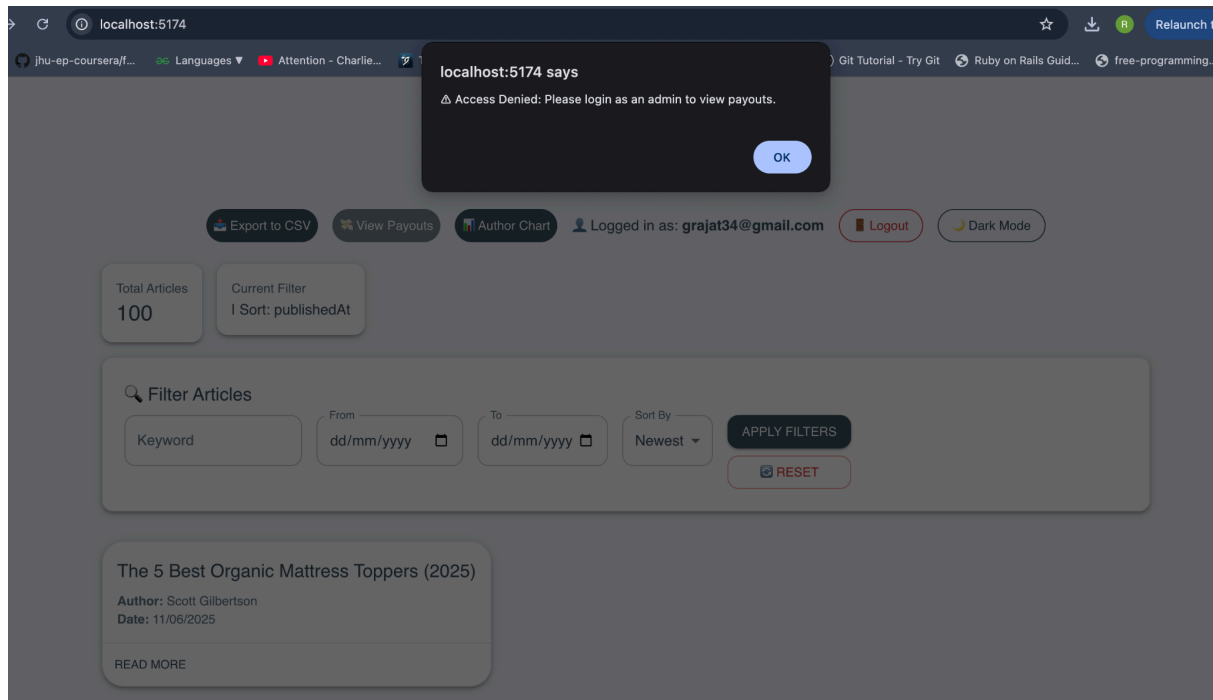 localhost:5174
Relaunch
jhu-ep-coursera/f...
Languages
Attention - Charlie...
Git Tutorial - Try Git
Ruby on Rails Guid...
free-programming...
localhost:5174 says
⚠ Access Denied: Please login as an admin to view payouts.
OK
Export to CSV
View Payouts
Author Chart
Logged in as: grajat34@gmail.com
Logout
Dark Mode
Total Articles
100
Current Filter
| Sort: publishedAt
Filter Articles
Keyword
From
dd/mm/yyyy
To
dd/mm/yyyy
Sort By
Newest
APPLY FILTERS
RESET
The 5 Best Organic Mattress Toppers (2025)
Author: Scott Gilbertson
Date: 11/06/2025
READ MORE